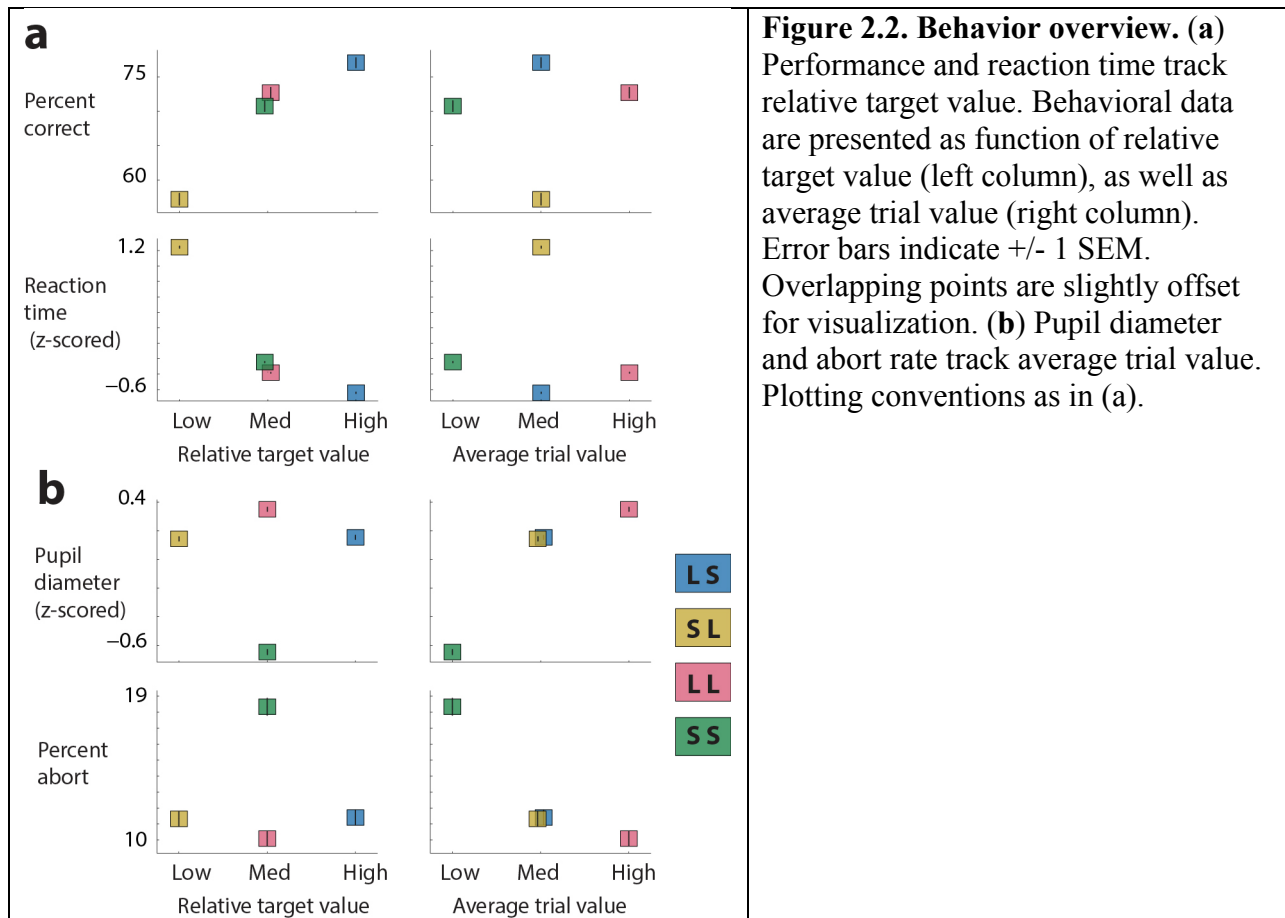 a
75
Percent
correct
60
1.2
Reaction
time
(z-scored)
−0.6
Low Med High Low Med High
Relative target value Average trial value
b
0.4
Pupil
diameter
(z-scored)
−0.6
19
Percent
abort
10
Low Med High Low Med High
Relative target value Average trial value
L S
S L
L L
S S
Figure 2.2. Behavior overview. (a)
Performance and reaction time track
relative target value. Behavioral data
are presented as function of relative
target value (left column), as well as
average trial value (right column).
Error bars indicate +/- 1 SEM.
Overlapping points are slightly offset
for visualization. (b) Pupil diameter
and abort rate track average trial value.
Plotting conventions as in (a).